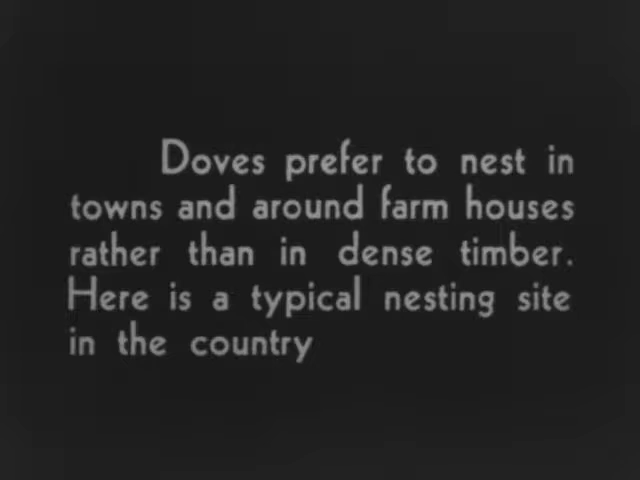 Doves prefer to nest in
towns and around farm houses
rather than in dense timber.
Here is a typical nesting site
in the country